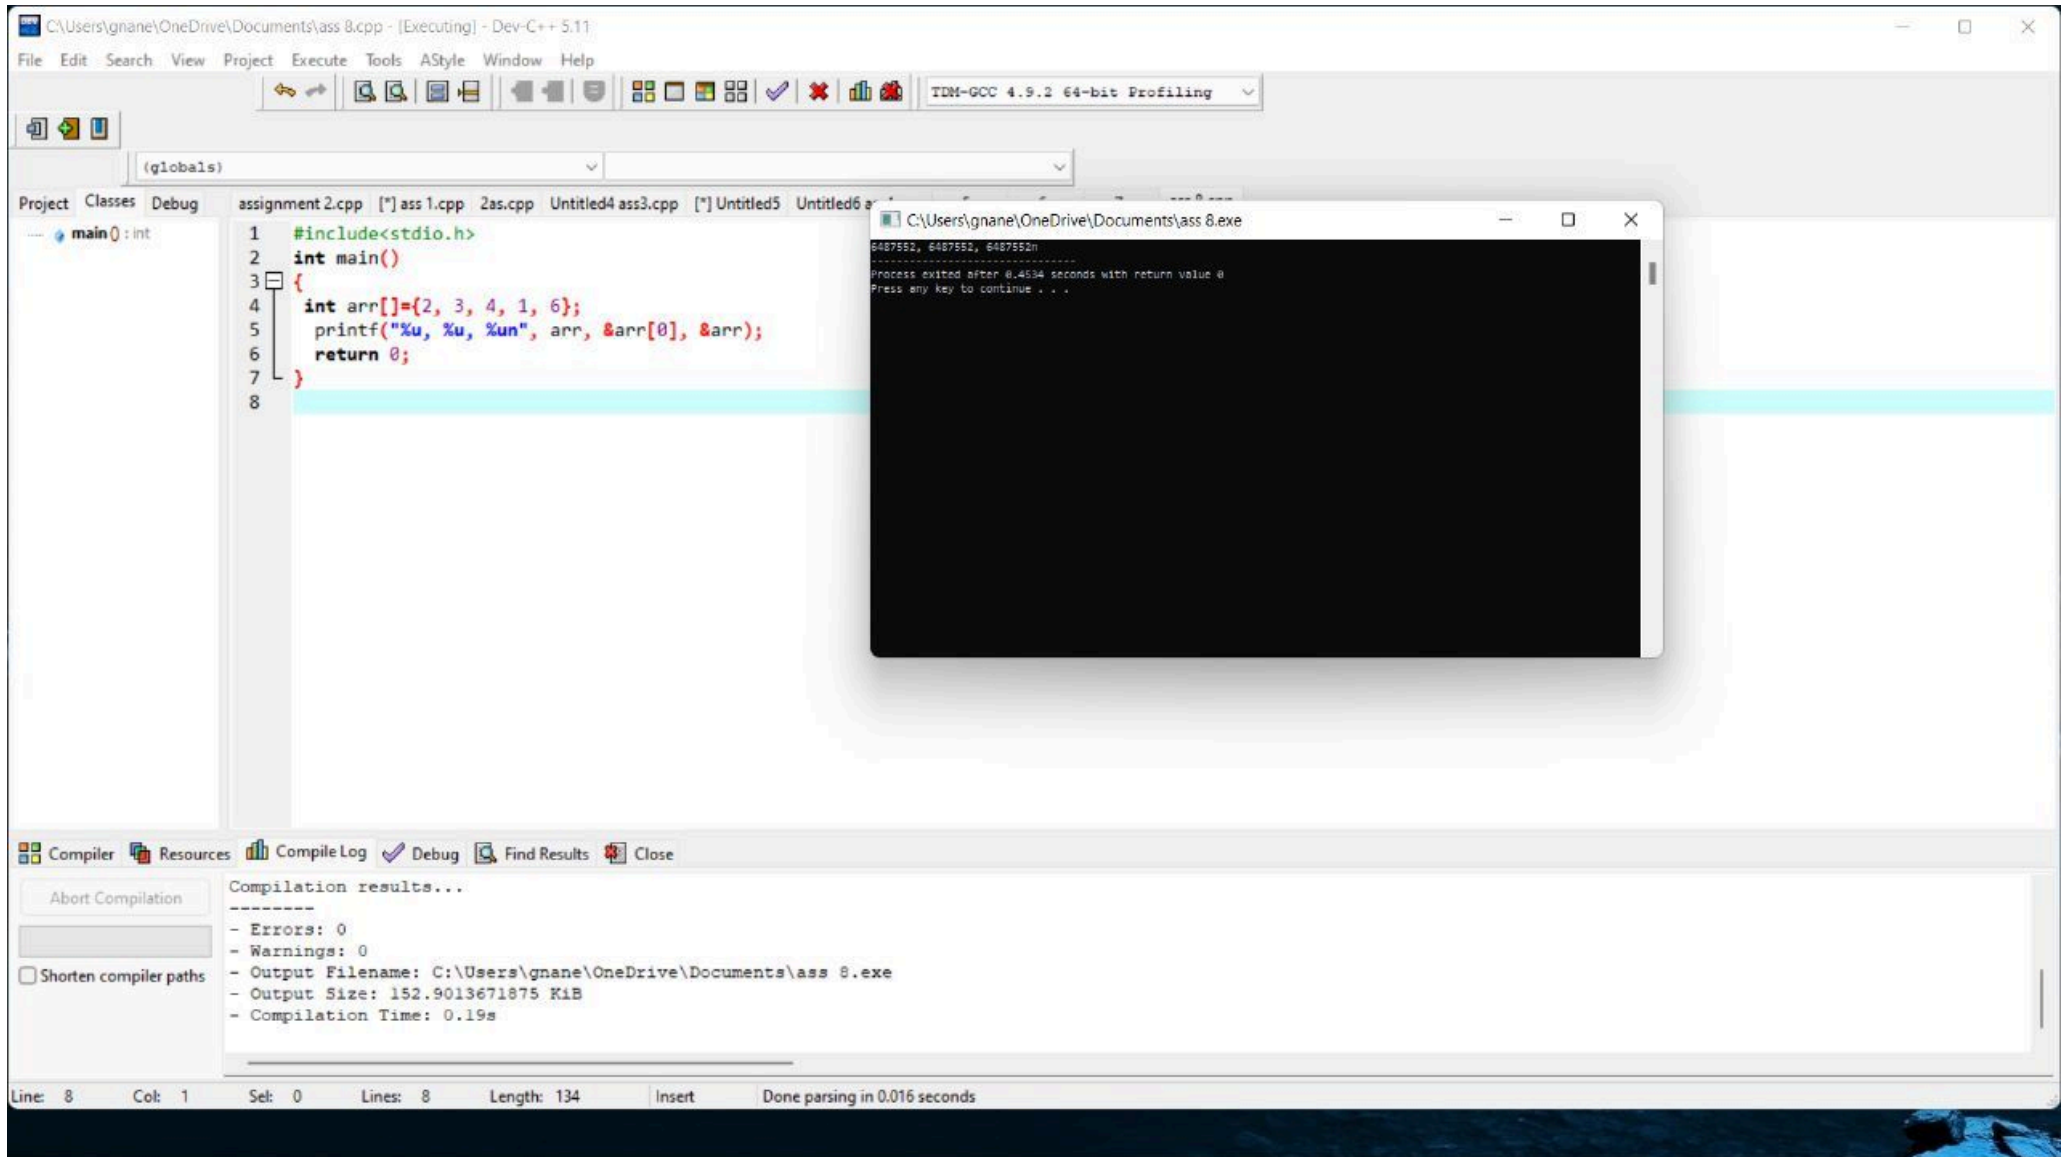 C:\Users\gnane\OneDrive\Documents\ass 8.cpp - [Executing] - Dev-C++ 5.11
File Edit Search View Project Execute Tools AStyle Window Help
TDM-GCC 4.9.2 64-bit Profiling
(globals)
Project Classes Debug
assignment 2.cpp [*] ass 1.cpp 2as.cpp Untitled4 ass3.cpp [*] Untitled5 Untitled6
main () : int
1 #include<stdio.h>
2 int main()
3 {
4 int arr[]={2, 3, 4, 1, 6};
5 printf("%u, %u, %un", arr, &arr[0], &arr);
6 return 0;
7 }
8
C:\Users\gnane\OneDrive\Documents\ass 8.exe
6487552, 6487552, 6487552n
--------------------------------
Process exited after 0.4534 seconds with return value 0
Press any key to continue . . .
Compiler Resources Compile Log Debug Find Results Close
Abort Compilation
Shorten compiler paths
Compilation results...
--------
- Errors: 0
- Warnings: 0
- Output Filename: C:\Users\gnane\OneDrive\Documents\ass 8.exe
- Output Size: 152.9013671875 KiB
- Compilation Time: 0.19s
Line: 8 Col: 1 Sel: 0 Lines: 8 Length: 134 Insert Done parsing in 0.016 seconds